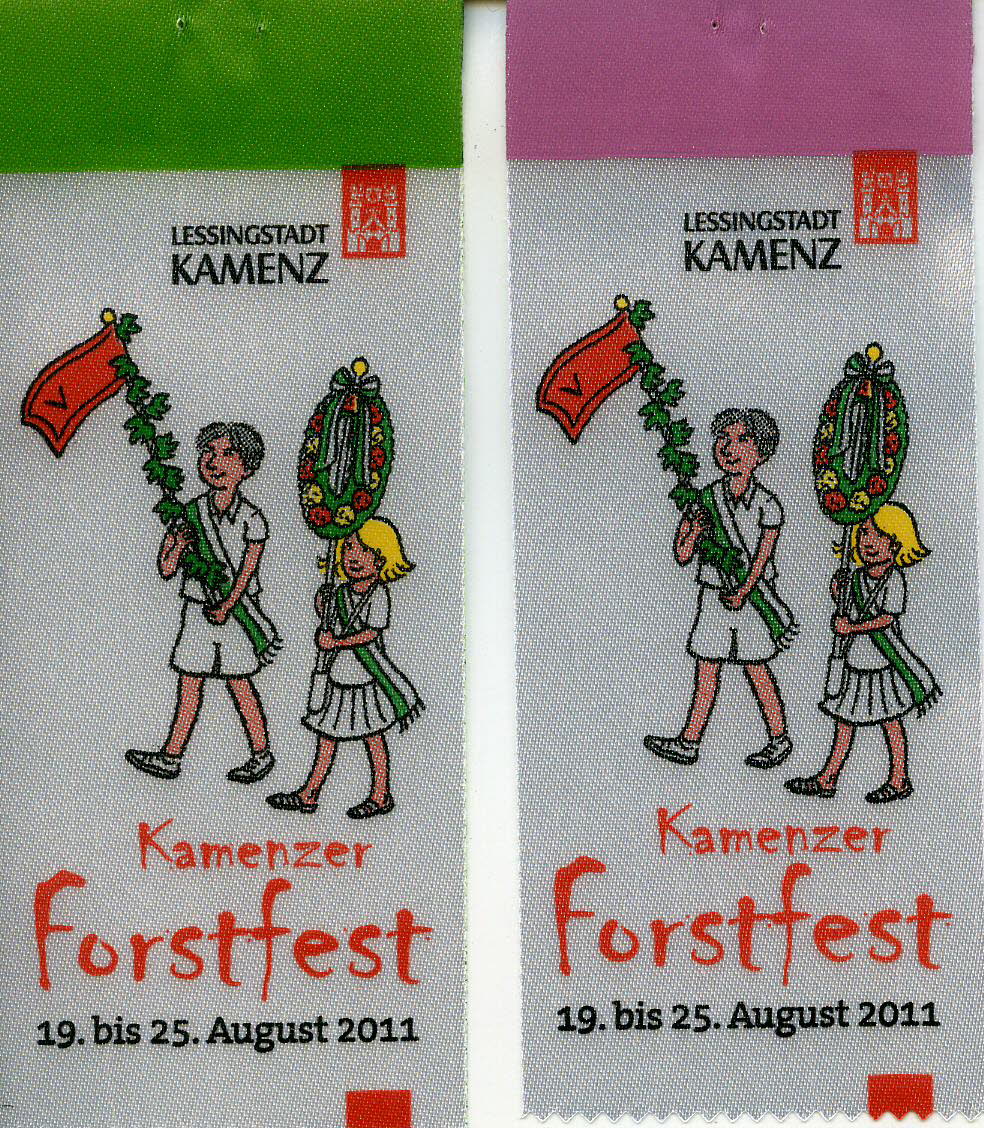 LESSINGSTADT
KAMENZ
V
Kamenzer
Forstfest
19. bis 25. August 2011
LESSINGSTADT
KAMENZ
V
Kamenzer
Forstfest
19. bis 25. August 2011